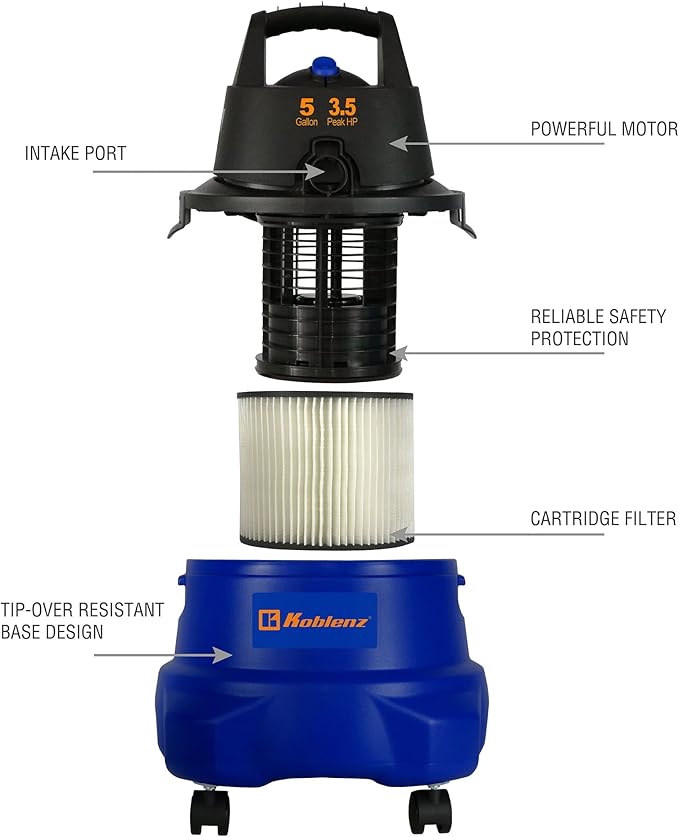 5 3.5
Gallon Peak HP
POWERFUL MOTOR
INTAKE PORT
RELIABLE SAFETY
PROTECTION
CARTRIDGE FILTER
TIP-OVER RESISTANT
BASE DESIGN
K Koblenz®